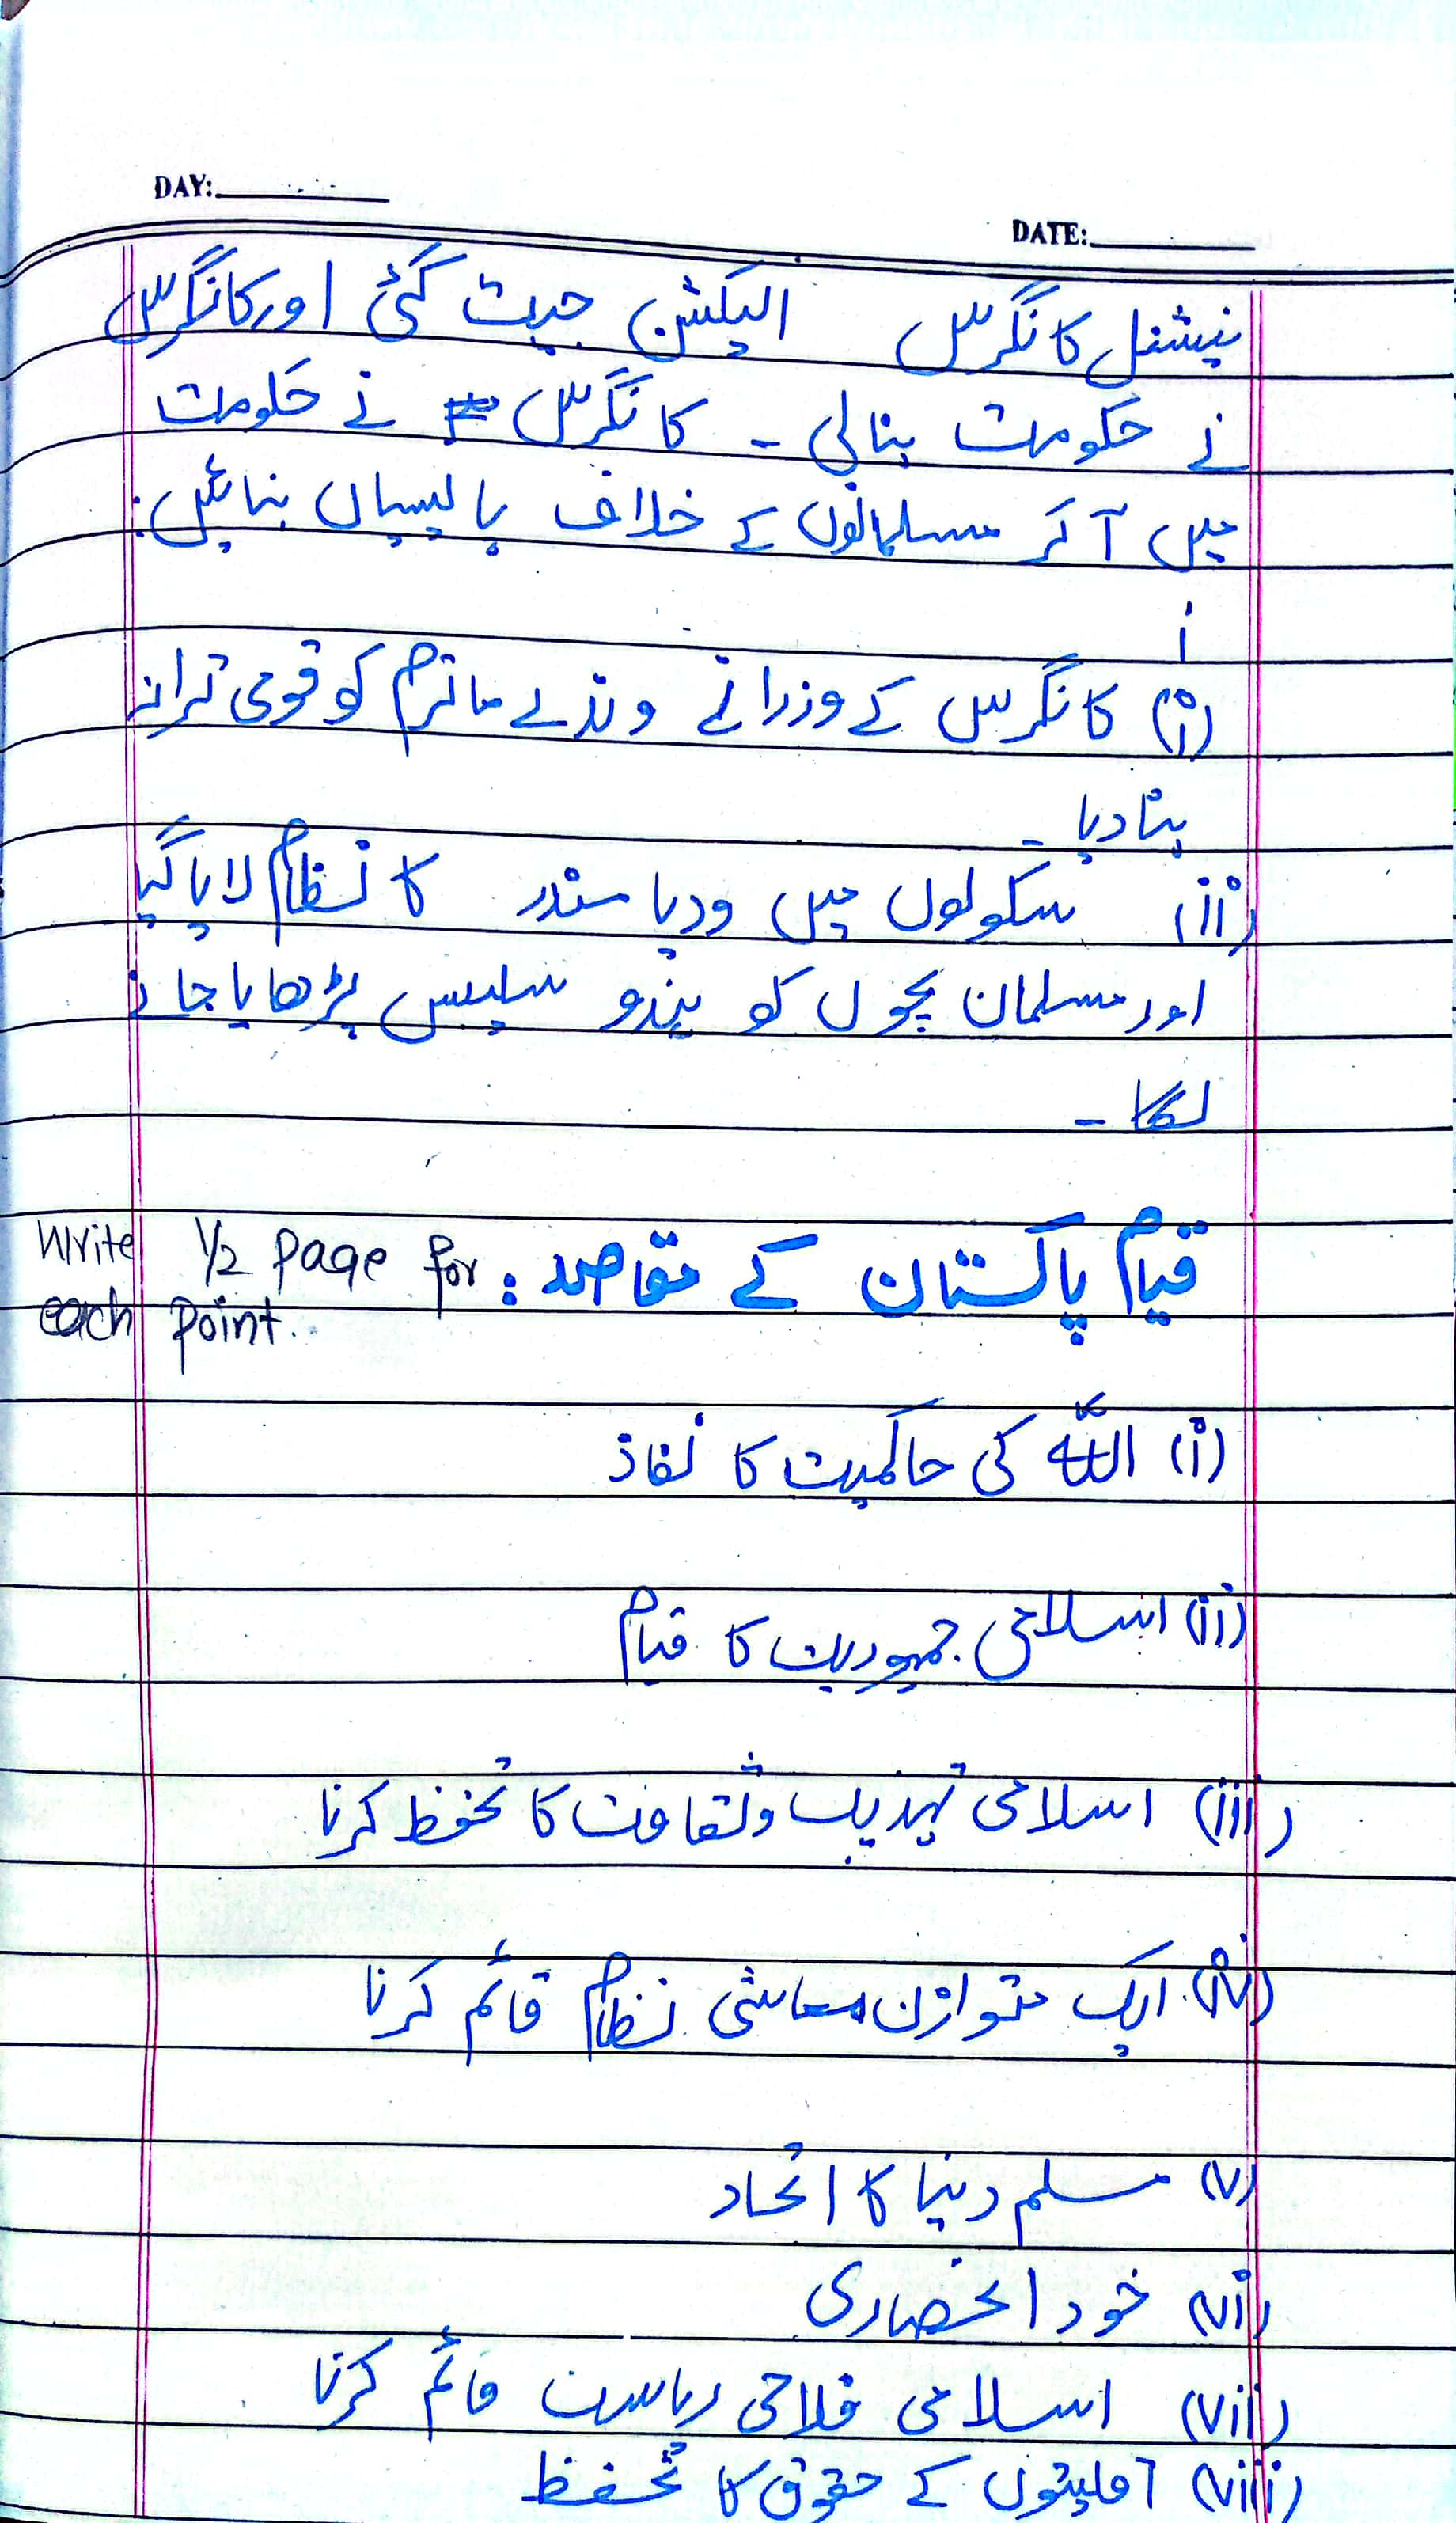 DAY:
DATE:
نیشنل کانگرس الیکشن جیت گئی اور کانگرس
نے حکومت بنالی ۔ کانگرس نے حکومت
میں آکر مسلمانوں کے خلاف پالیسیاں بنائیں:
i
(i) کانگرس کے وزرا نے وندے ماترم کو قومی ترانہ
بنا دیا ۔
(ii) سکولوں میں ودیا مندر کا نظام لایا گیا
اور مسلمان بچوں کو ہندو سلیبس پڑھایا جانے
لگا ۔
قیام پاکستان کے مقاصد :
Write 1/2 page for
each point.
(i) اللّٰہ کی حاکمیت کا نفاذ
(ii) اسلامی جمہوریت کا قیام
(iii) اسلامی تہذیب وثقافت کا تحفظ کرنا
(iv) ایک متوازن معاشی نظام قائم کرنا
(v) مسلم دنیا کا اتحاد
(vi) خود انحصاری
(vii) اسلامی فلاحی ریاست قائم کرنا
(viii) اقلیتوں کے حقوق کا تحفظ